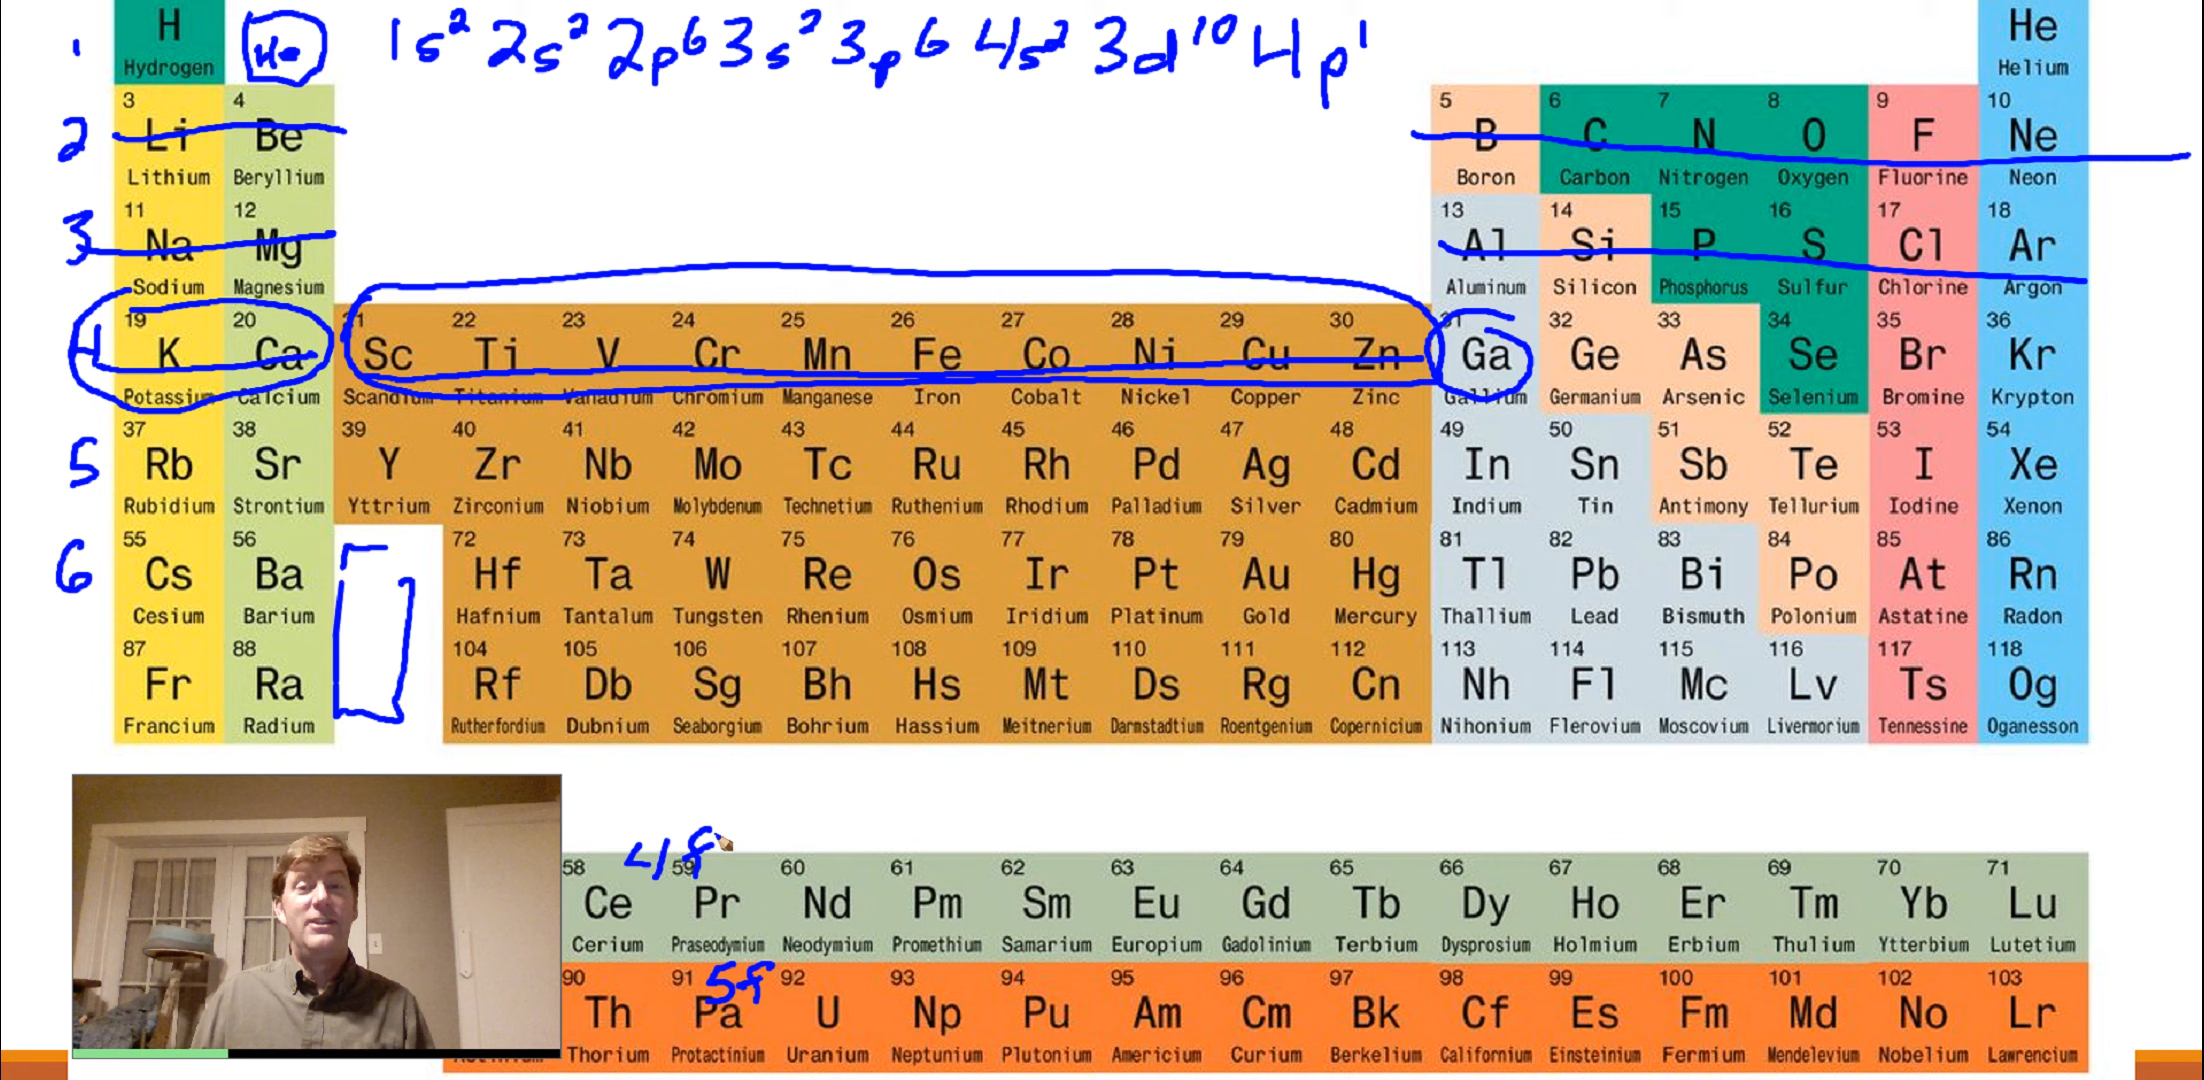 1 H He 1s² 2s² 2p⁶ 3s² 3p⁶ 4s² 3d¹⁰ 4p¹ He
Hydrogen Helium
3 4 5 6 7 8 9 10
2 Li Be B C N O F Ne
Lithium Beryllium Boron Carbon Nitrogen Oxygen Fluorine Neon
11 12 13 14 15 16 17 18
3 Na Mg Al Si P S Cl Ar
Sodium Magnesium Aluminum Silicon Phosphorus Sulfur Chlorine Argon
19 20 21 22 23 24 25 26 27 28 29 30 31 32 33 34 35 36
4 K Ca Sc Ti V Cr Mn Fe Co Ni Cu Zn Ga Ge As Se Br Kr
Potassium Calcium Scandium Titanium Vanadium Chromium Manganese Iron Cobalt Nickel Copper Zinc Gallium Germanium Arsenic Selenium Bromine Krypton
37 38 39 40 41 42 43 44 45 46 47 48 49 50 51 52 53 54
5 Rb Sr Y Zr Nb Mo Tc Ru Rh Pd Ag Cd In Sn Sb Te I Xe
Rubidium Strontium Yttrium Zirconium Niobium Molybdenum Technetium Ruthenium Rhodium Palladium Silver Cadmium Indium Tin Antimony Tellurium Iodine Xenon
55 56 72 73 74 75 76 77 78 79 80 81 82 83 84 85 86
6 Cs Ba Hf Ta W Re Os Ir Pt Au Hg Tl Pb Bi Po At Rn
Cesium Barium Hafnium Tantalum Tungsten Rhenium Osmium Iridium Platinum Gold Mercury Thallium Lead Bismuth Polonium Astatine Radon
87 88 104 105 106 107 108 109 110 111 112 113 114 115 116 117 118
Fr Ra Rf Db Sg Bh Hs Mt Ds Rg Cn Nh Fl Mc Lv Ts Og
Francium Radium Rutherfordium Dubnium Seaborgium Bohrium Hassium Meitnerium Darmstadtium Roentgenium Copernicium Nihonium Flerovium Moscovium Livermorium Tennessine Oganesson
4f
58 59 60 61 62 63 64 65 66 67 68 69 70 71
Ce Pr Nd Pm Sm Eu Gd Tb Dy Ho Er Tm Yb Lu
Cerium Praseodymium Neodymium Promethium Samarium Europium Gadolinium Terbium Dysprosium Holmium Erbium Thulium Ytterbium Lutetium
90 91 5f 92 93 94 95 96 97 98 99 100 101 102 103
Th Pa U Np Pu Am Cm Bk Cf Es Fm Md No Lr
Thorium Protactinium Uranium Neptunium Plutonium Americium Curium Berkelium Californium Einsteinium Fermium Mendelevium Nobelium Lawrencium